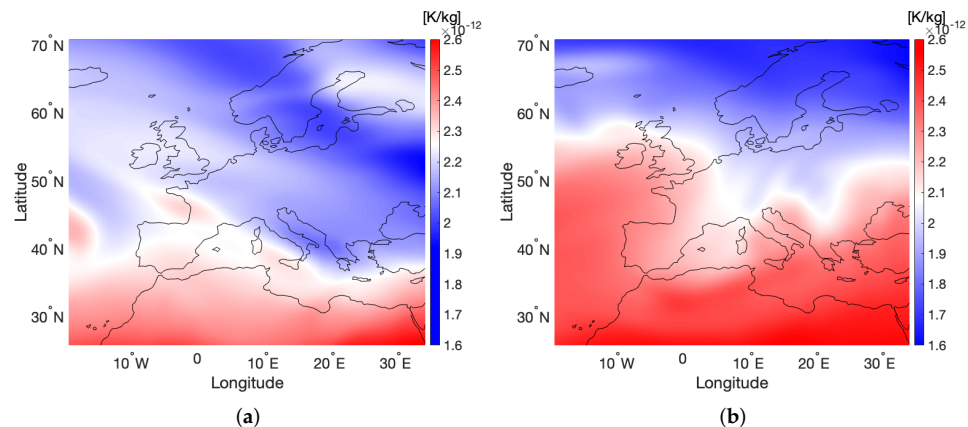 [K/kg]
×10⁻¹²
70°N
60°N
50°N
40°N
30°N
Latitude
10°W
0
10°E
20°E
30°E
Longitude
2.6
2.5
2.4
2.3
2.2
2.1
2
1.9
1.8
1.7
1.6
(a)
[K/kg]
×10⁻¹²
70°N
60°N
50°N
40°N
30°N
Latitude
10°W
0
10°E
20°E
30°E
Longitude
2.6
2.5
2.4
2.3
2.2
2.1
2
1.9
1.8
1.7
1.6
(b)